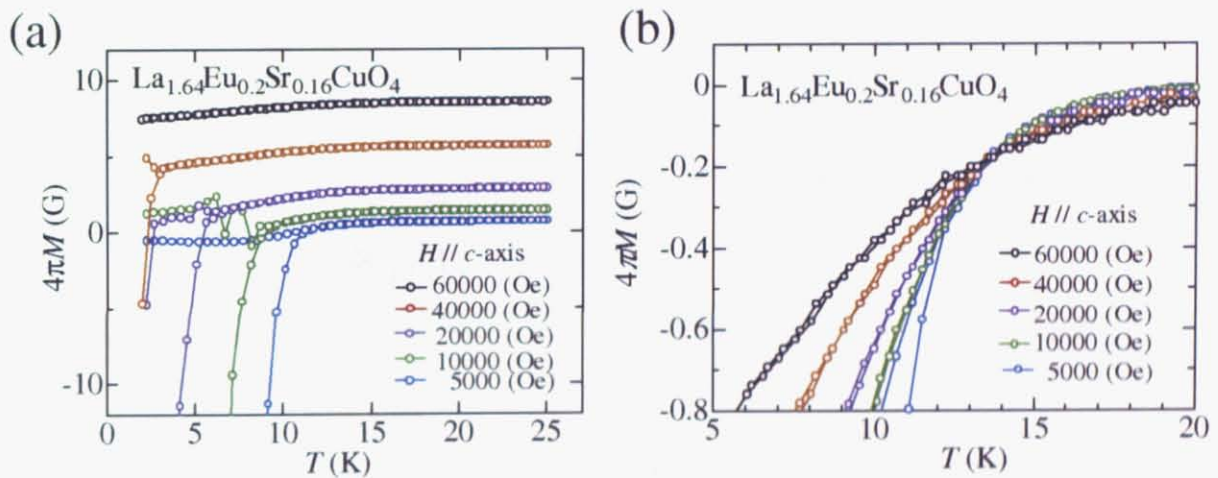 (a)
La1.64Eu0.2Sr0.16CuO4
10
0
-10
4πM (G)
H // c-axis
60000 (Oe)
40000 (Oe)
20000 (Oe)
10000 (Oe)
5000 (Oe)
0 5 10 15 20 25
T (K)
(b)
La1.64Eu0.2Sr0.16CuO4
0
-0.2
-0.4
-0.6
-0.8
4πM (G)
H // c-axis
60000 (Oe)
40000 (Oe)
20000 (Oe)
10000 (Oe)
5000 (Oe)
5 10 15 20
T (K)